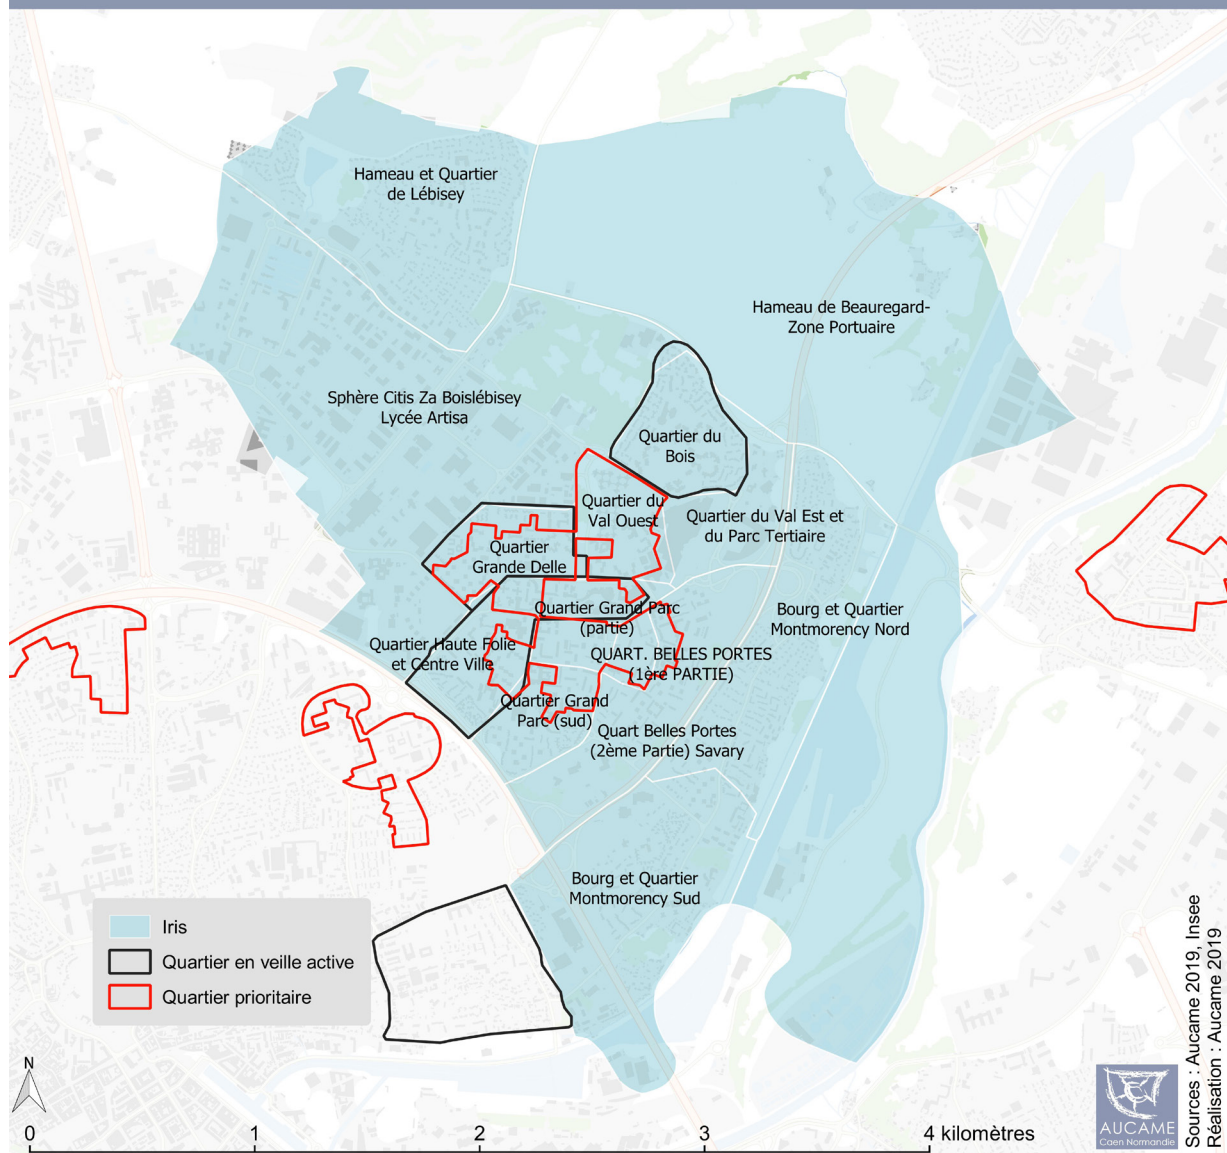 Hameau et Quartier
de Lébisey
Hameau de Beauregard-
Zone Portuaire
Sphère Citis Za Boislébisey
Lycée Artisa
Quartier du
Bois
Quartier du
Val Ouest
Quartier du Val Est et
du Parc Tertiaire
Quartier
Grande Delle
Quartier Grand Parc
(partie)
Bourg et Quartier
Montmorency Nord
Quartier Haute Folie
et Centre Ville
QUART. BELLES PORTES
(1ère PARTIE)
Quartier Grand
Parc (sud)
Quart Belles Portes
(2ème Partie) Savary
Bourg et Quartier
Montmorency Sud
Iris
Quartier en veille active
Quartier prioritaire
N
0 1 2 3 4 kilomètres
AUCAME
Caen Normandie
Sources : Aucame 2019, Insee
Réalisation : Aucame 2019